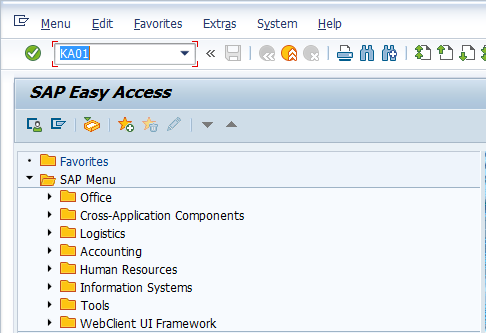 Menu Edit Favorites Extras System Help
KA01
SAP Easy Access
Favorites
SAP Menu
Office
Cross-Application Components
Logistics
Accounting
Human Resources
Information Systems
Tools
WebClient UI Framework